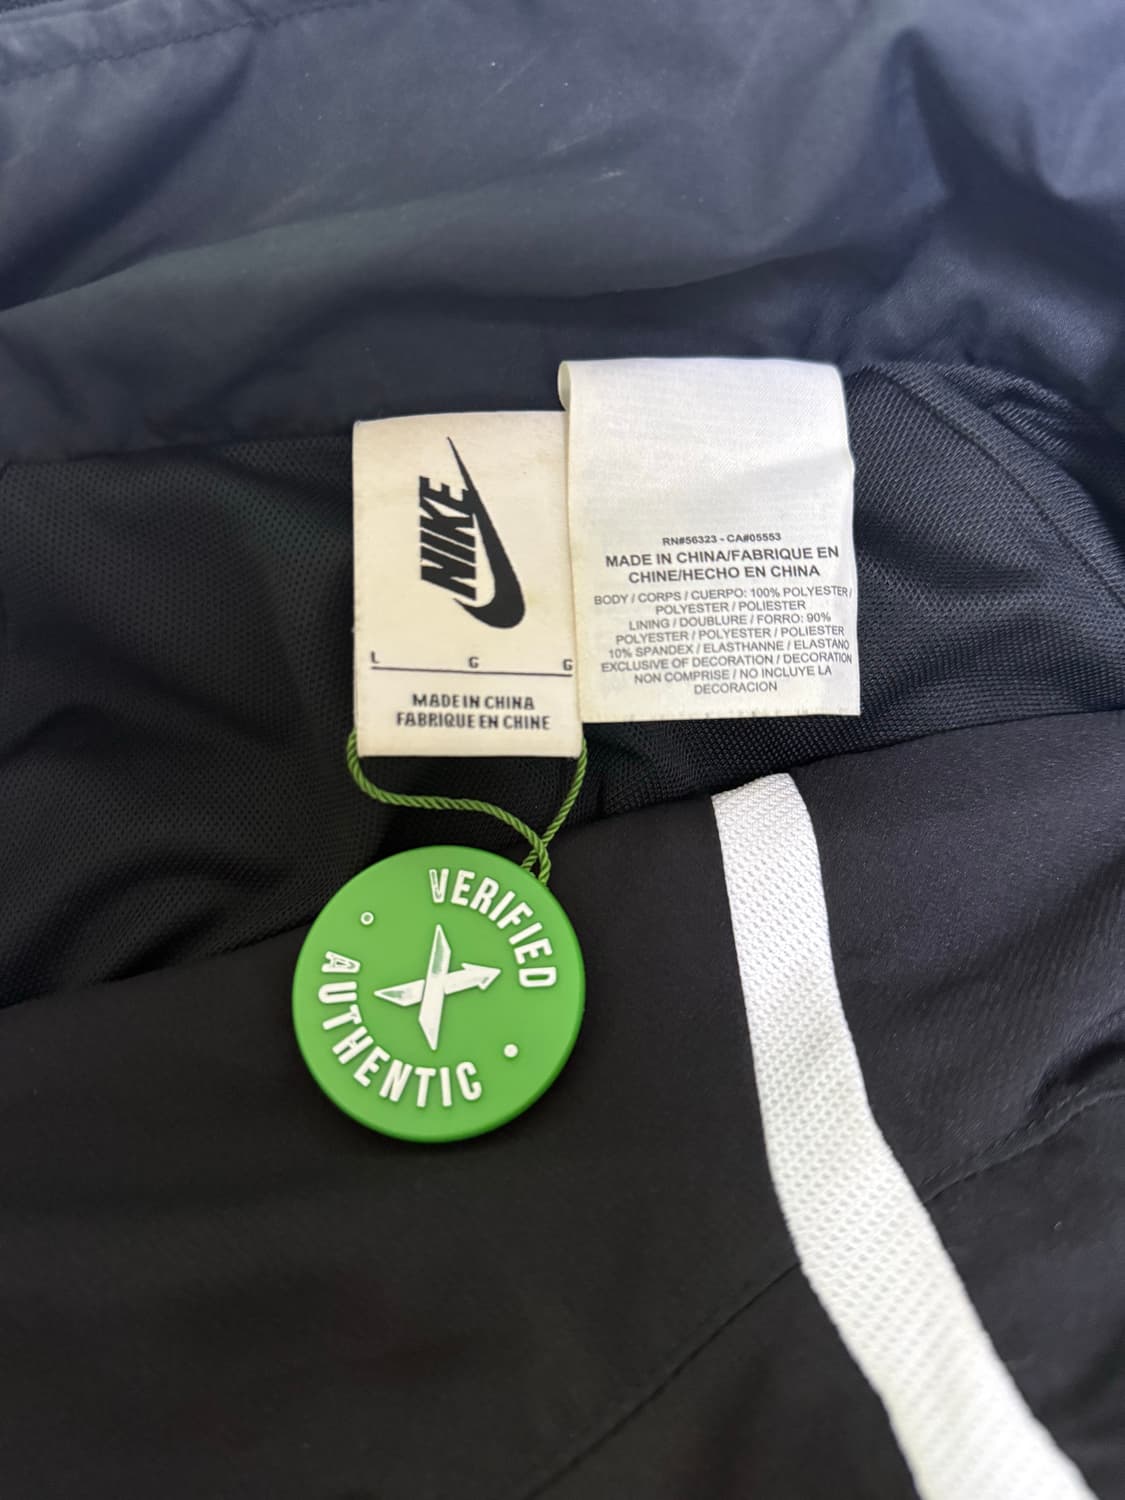 NIKE
L G G
MADE IN CHINA
FABRIQUE EN CHINE
RN#56323 - CA#05553
MADE IN CHINA/FABRIQUE EN
CHINE/HECHO EN CHINA
BODY / CORPS / CUERPO: 100% POLYESTER/
POLYESTER / POLIESTER
LINING / DOUBLURE / FORRO: 90%
POLYESTER / POLYESTER / POLIESTER
10% SPANDEX / ELASTHANNE / ELASTANO
EXCLUSIVE OF DECORATION / DECORATION
NON COMPRISE / NO INCLUYE LA
DECORACION
VERIFIED
AUTHENTIC